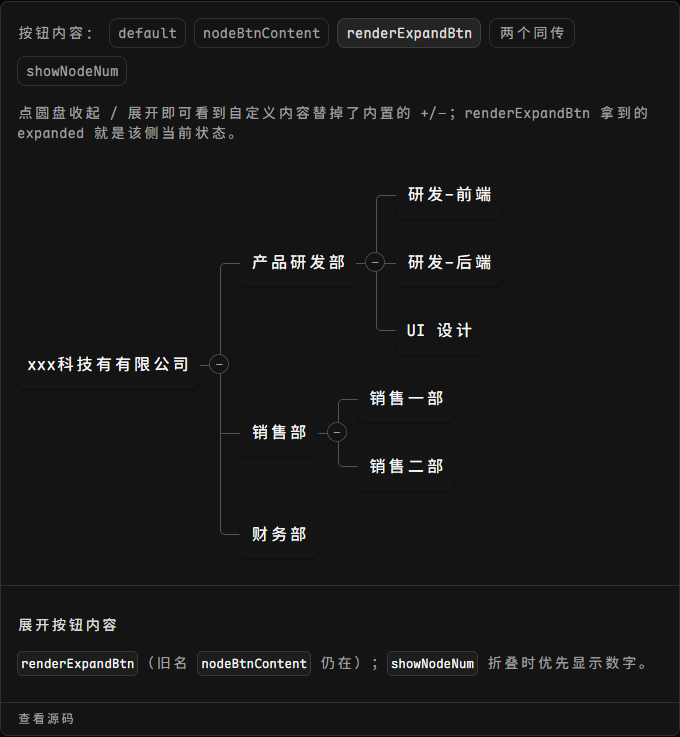 按钮内容： default nodeBtnContent renderExpandBtn 两个同传
showNodeNum
点圆盘收起 / 展开即可看到自定义内容替掉了内置的 +/−；renderExpandBtn 拿到的
expanded 就是该侧当前状态。
研发-前端
产品研发部 − 研发-后端
UI 设计
xxx科技有有限公司 −
销售一部
销售部 −
销售二部
财务部
展开按钮内容
renderExpandBtn（旧名 nodeBtnContent 仍在）；showNodeNum 折叠时优先显示数字。
查看源码